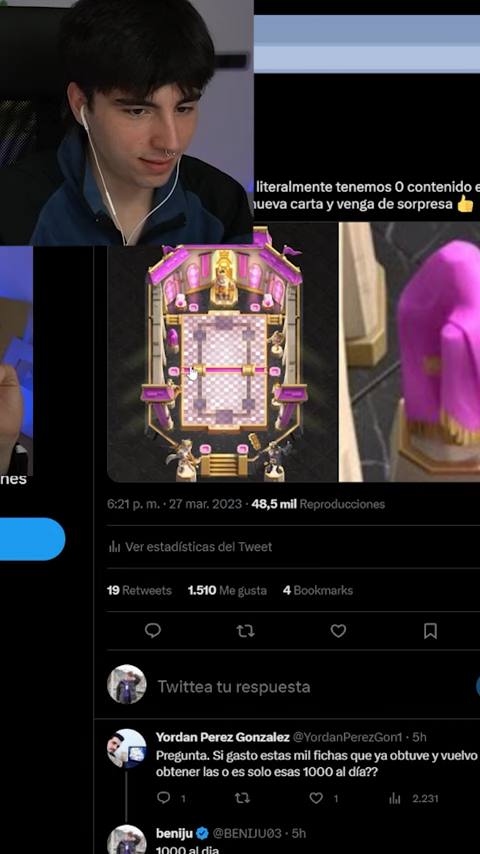 literalmente tenemos 0 contenido e
nueva carta y venga de sorpresa 👍
nes
6:21 p. m. · 27 mar. 2023 · 48,5 mil Reproducciones
Ver estadísticas del Tweet
19 Retweets 1.510 Me gusta 4 Bookmarks
Twittea tu respuesta
Yordan Perez Gonzalez @YordanPerezGon1 · 5h
Pregunta. Si gasto estas mil fichas que ya obtuve y vuelvo
obtener las o es solo esas 1000 al día??
1 1 2.231
beniju @BENIJU03 · 5h
1000 al dia